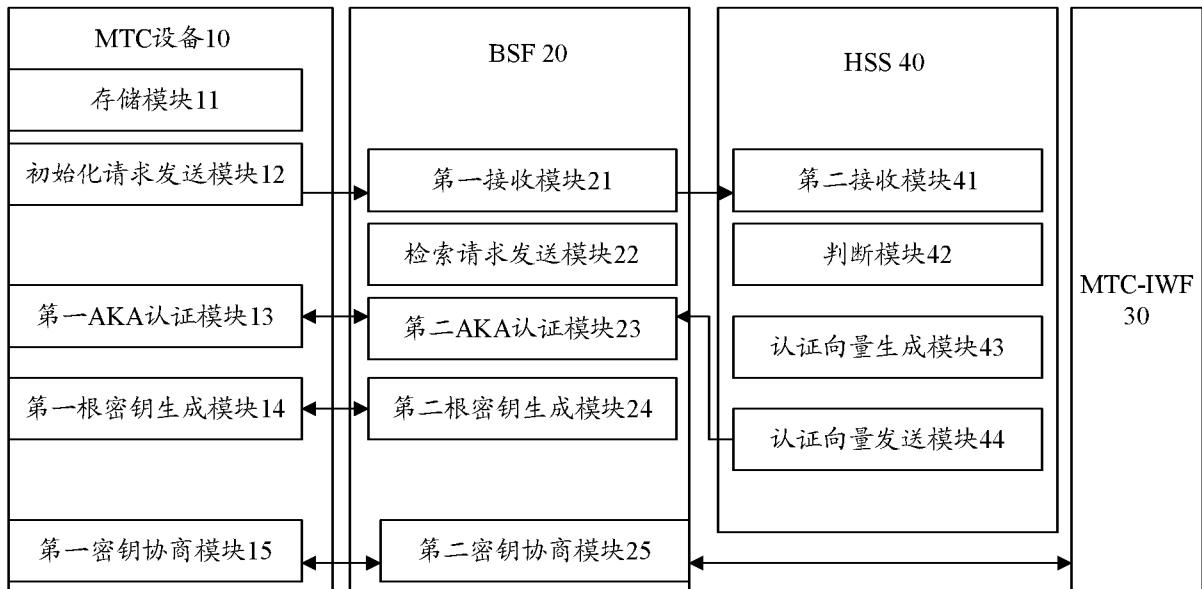 MTC设备10
存储模块11
初始化请求发送模块12
第一AKA认证模块13
第一根密钥生成模块14
第一密钥协商模块15
BSF 20
第一接收模块21
检索请求发送模块22
第二AKA认证模块23
第二根密钥生成模块24
第二密钥协商模块25
HSS 40
第二接收模块41
判断模块42
认证向量生成模块43
认证向量发送模块44
MTC-IWF
30